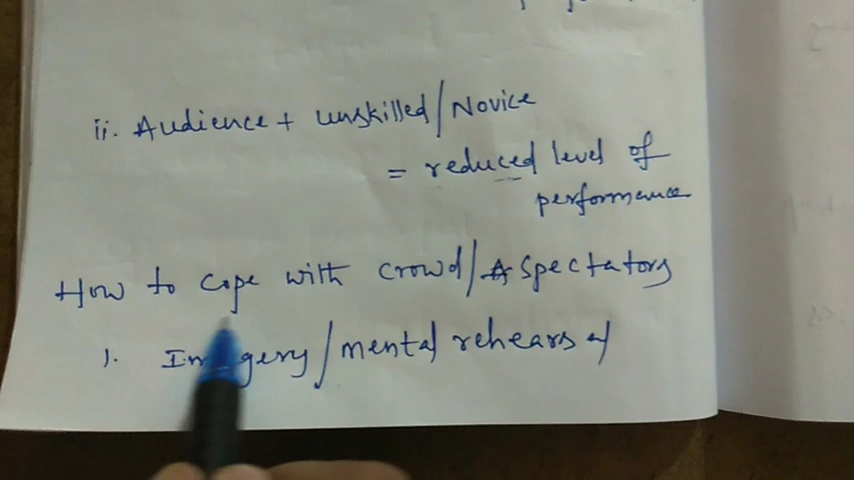 ii. Audience + unskilled/Novice
= reduced level of
performance
How to cope with crowd/Spectators
1. Imagery/mental rehearsal